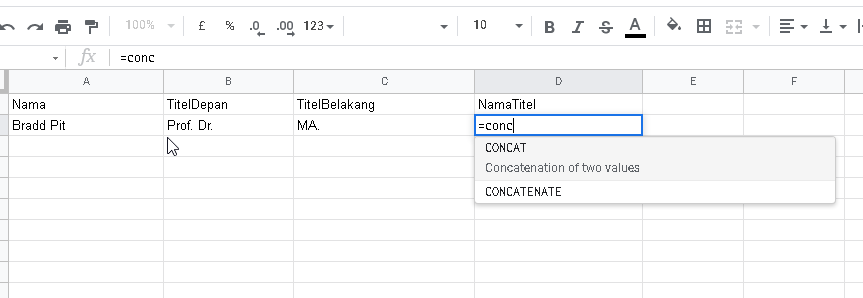 100% £ % .0 .00 123 10 B I S A
fx =conc
A B C D E F
Nama TitelDepan TitelBelakang NamaTitel
Bradd Pit Prof. Dr. MA. =conc
CONCAT
Concatenation of two values
CONCATENATE